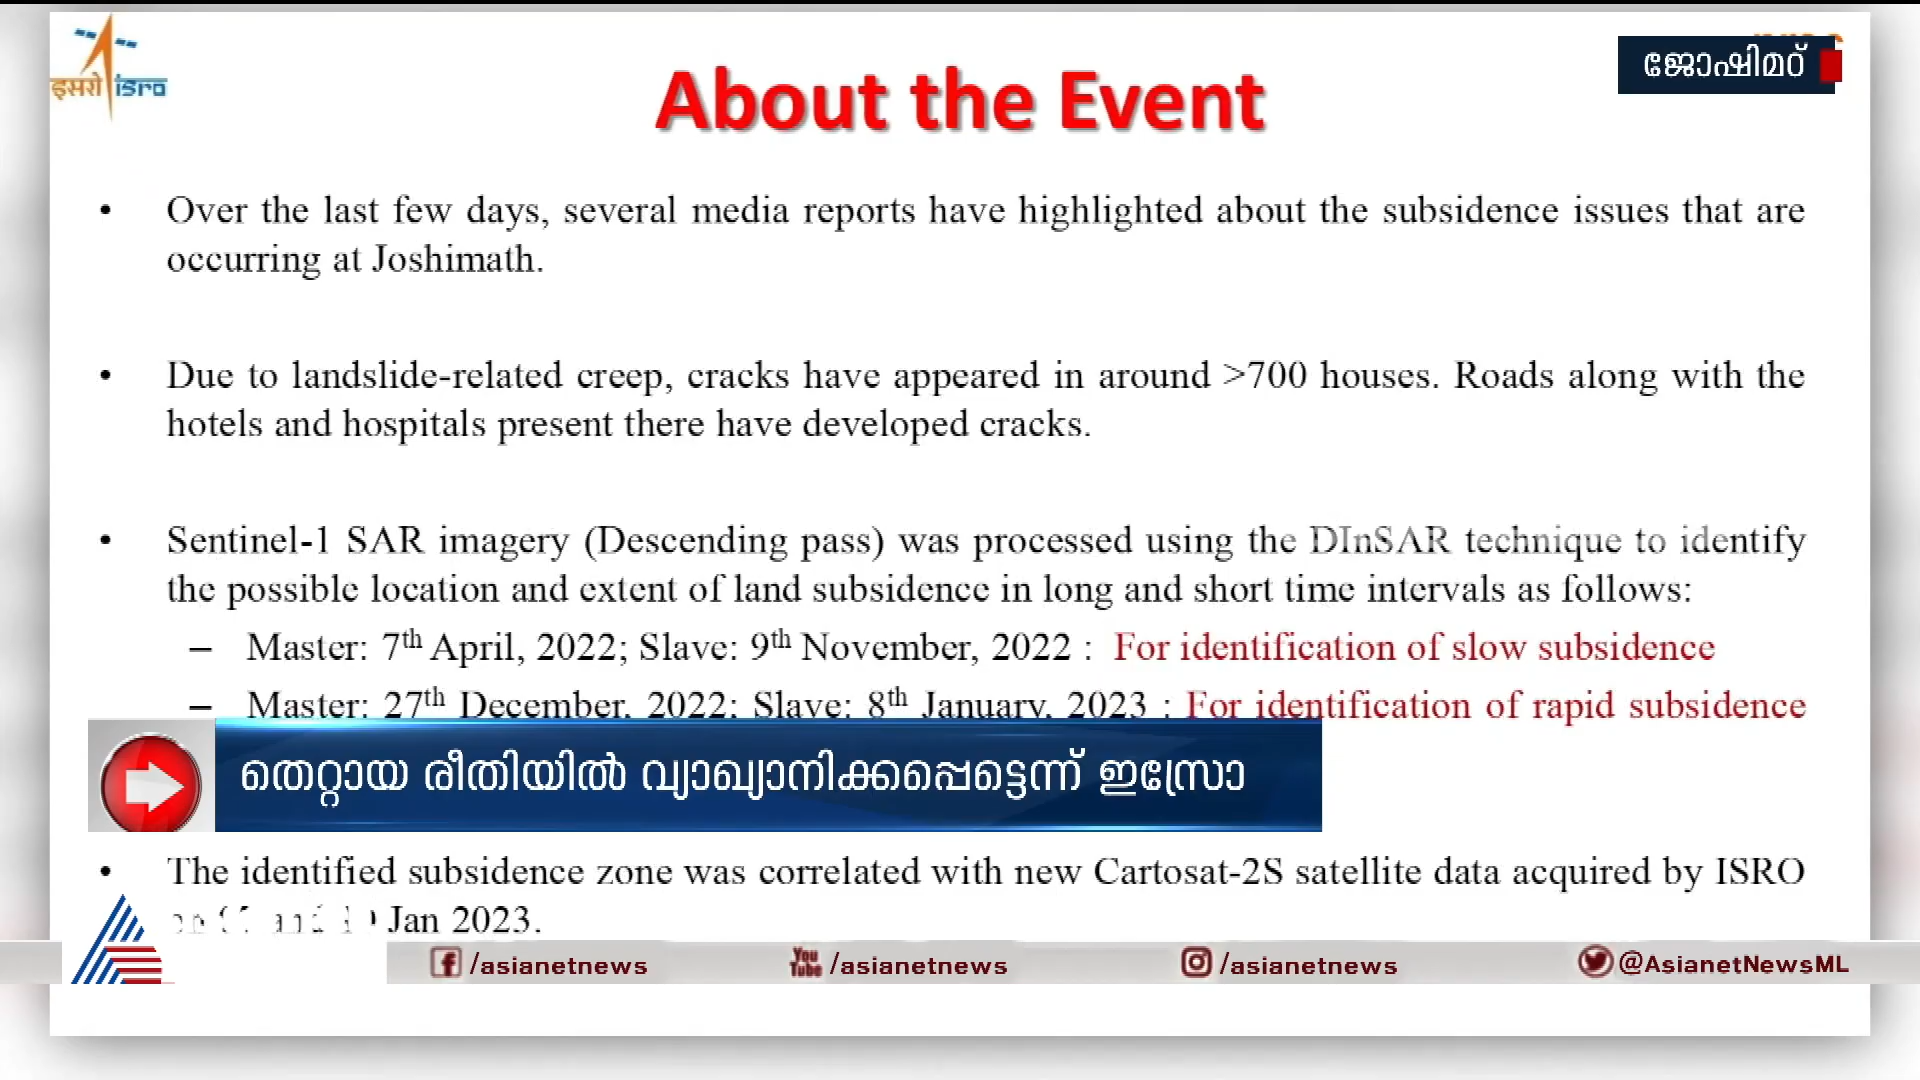 इसरो isro
ജോഷിമഠ്
About the Event
• Over the last few days, several media reports have highlighted about the subsidence issues that are
occurring at Joshimath.
• Due to landslide-related creep, cracks have appeared in around >700 houses. Roads along with the
hotels and hospitals present there have developed cracks.
• Sentinel-1 SAR imagery (Descending pass) was processed using the DInSAR technique to identify
the possible location and extent of land subsidence in long and short time intervals as follows:
– Master: 7th April, 2022; Slave: 9th November, 2022 : For identification of slow subsidence
– Master: 27th December, 2022; Slave: 8th January, 2023 : For identification of rapid subsidence
തെറ്റായ രീതിയിൽ വ്യാഖ്യാനിക്കപ്പെട്ടെന്ന് ഇസ്രോ
• The identified subsidence zone was correlated with new Cartosat-2S satellite data acquired by ISRO
Jan 2023.
/asianetnews You Tube /asianetnews /asianetnews @AsianetNewsML